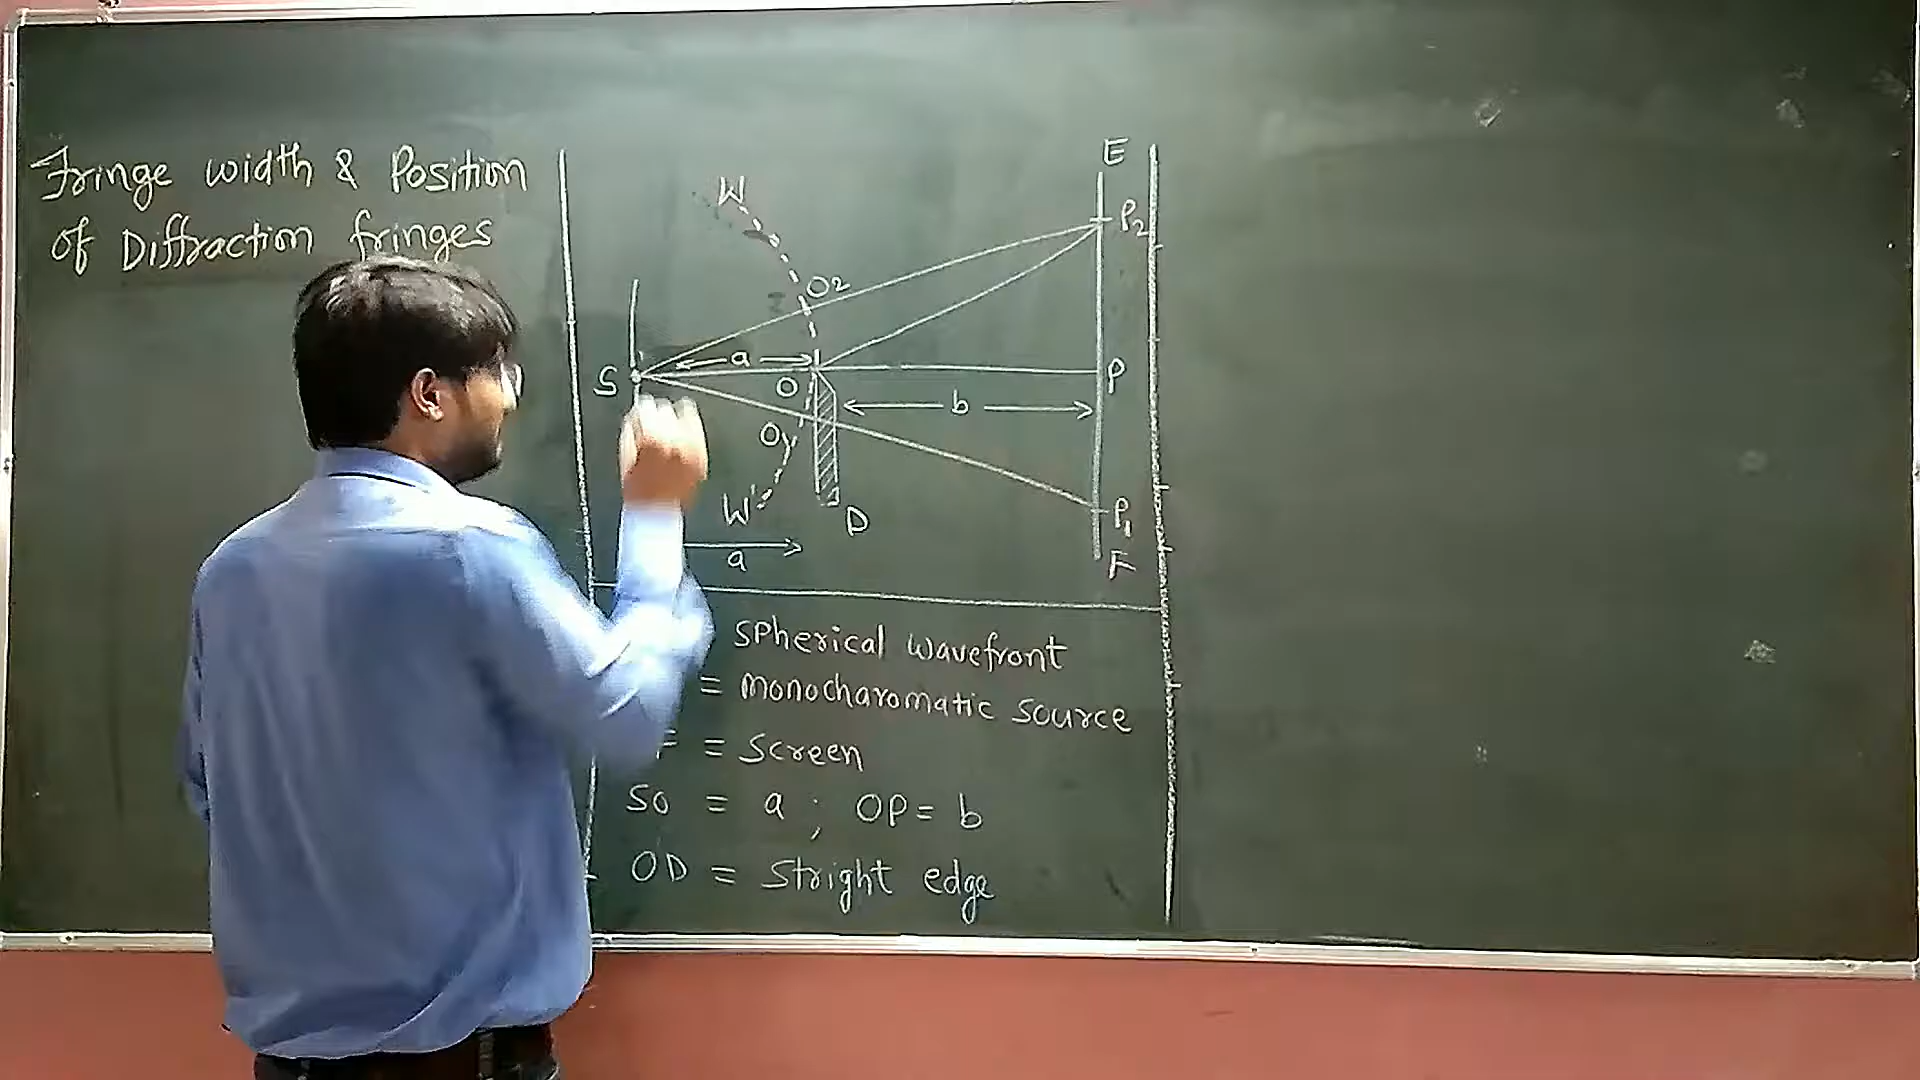 Fringe width & Position
of Diffraction fringes
E
W
P2
O2
a
S
O
P
b
O1
W'
D
P1
a
F
Spherical wavefront
= monocharomatic source
F = Screen
SO = a ; OP = b
OD = Stright edge